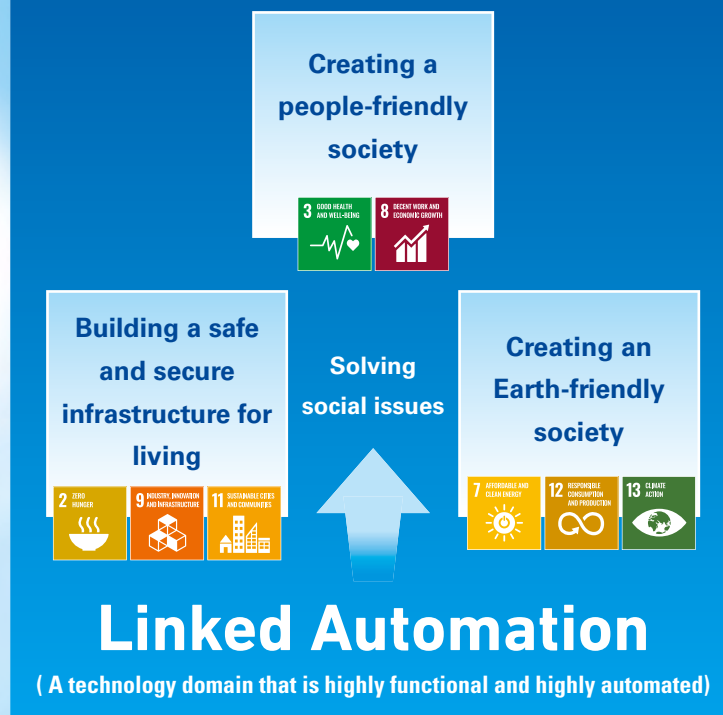 Creating a
people-friendly
society
3 GOOD HEALTH
AND WELL-BEING
8 DECENT WORK AND
ECONOMIC GROWTH
Building a safe
and secure
infrastructure for
living
2 ZERO
HUNGER
9 INDUSTRY, INNOVATION
AND INFRASTRUCTURE
11 SUSTAINABLE CITIES
AND COMMUNITIES
Solving
social issues
Creating an
Earth-friendly
society
7 AFFORDABLE AND
CLEAN ENERGY
12 RESPONSIBLE
CONSUMPTION
AND PRODUCTION
13 CLIMATE
ACTION
Linked Automation
( A technology domain that is highly functional and highly automated)